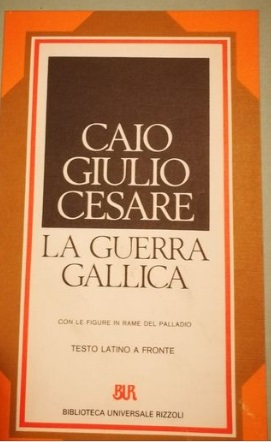 CAIO
GIULIO
CESARE
LA GUERRA
GALLICA
CON LE FIGURE IN RAME DEL PALLADIO
TESTO LATINO A FRONTE
BUR
BIBLIOTECA UNIVERSALE RIZZOLI